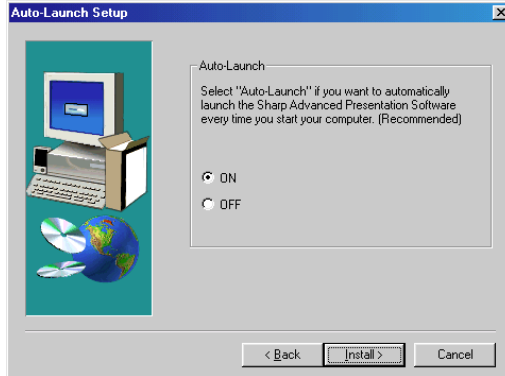 Auto-Launch Setup
Auto-Launch
Select "Auto-Launch" if you want to automatically
launch the Sharp Advanced Presentation Software
every time you start your computer. (Recommended)
ON
OFF
< Back
Install >
Cancel